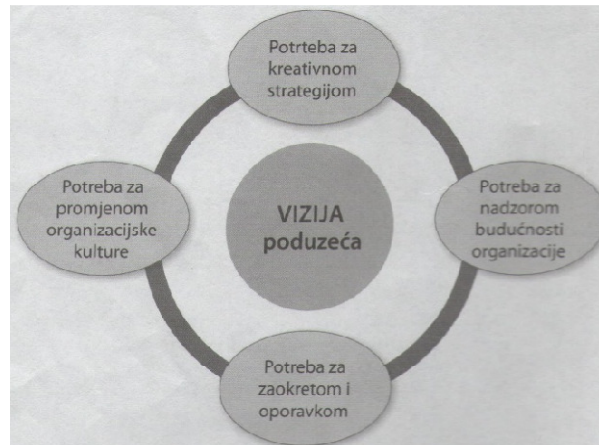 Potrteba za
kreativnom
strategijom
Potreba za
promjenom
organizacijske
kulture
VIZIJA
poduzeća
Potreba za
nadzorom
budućnosti
organizacije
Potreba za
zaokretom i
oporavkom